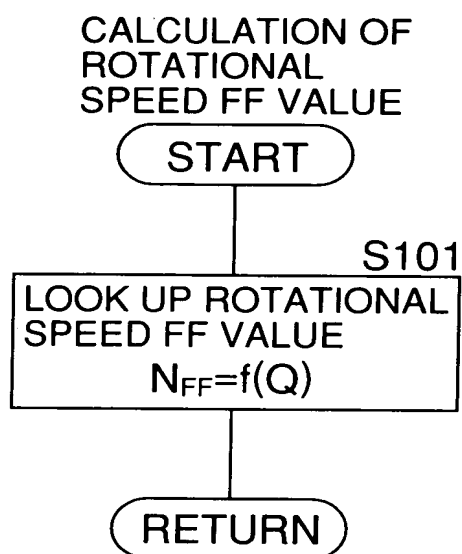 CALCULATION OF
ROTATIONAL
SPEED FF VALUE
START
S101
LOOK UP ROTATIONAL
SPEED FF VALUE
NFF=f(Q)
RETURN